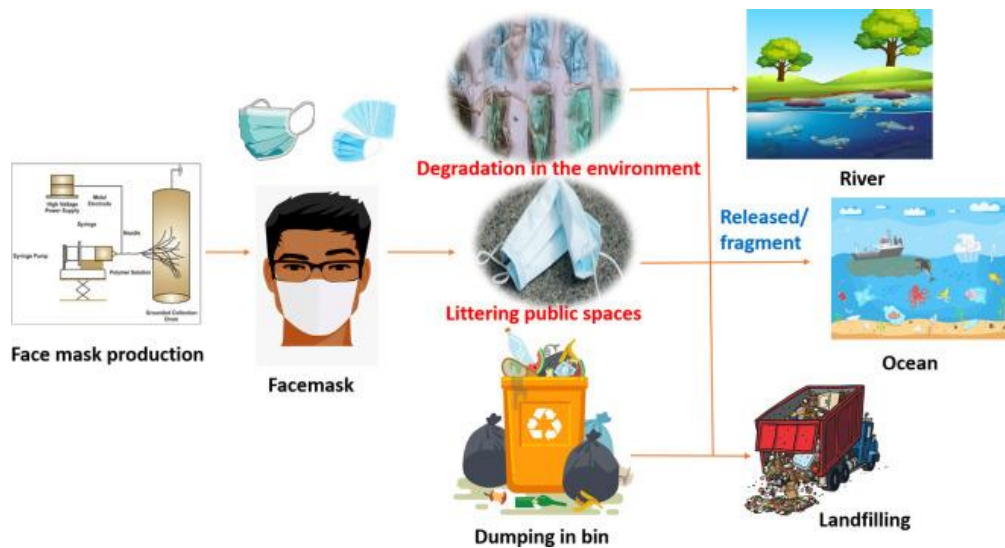 High Voltage
Power Supply
Metal
Electrode
Syringe
Needle
Syringe Pump
Polymer Solution
Grounded Collection
Drum
Face mask production
Facemask
Degradation in the environment
Littering public spaces
Dumping in bin
Released/
fragment
River
Ocean
Landfilling